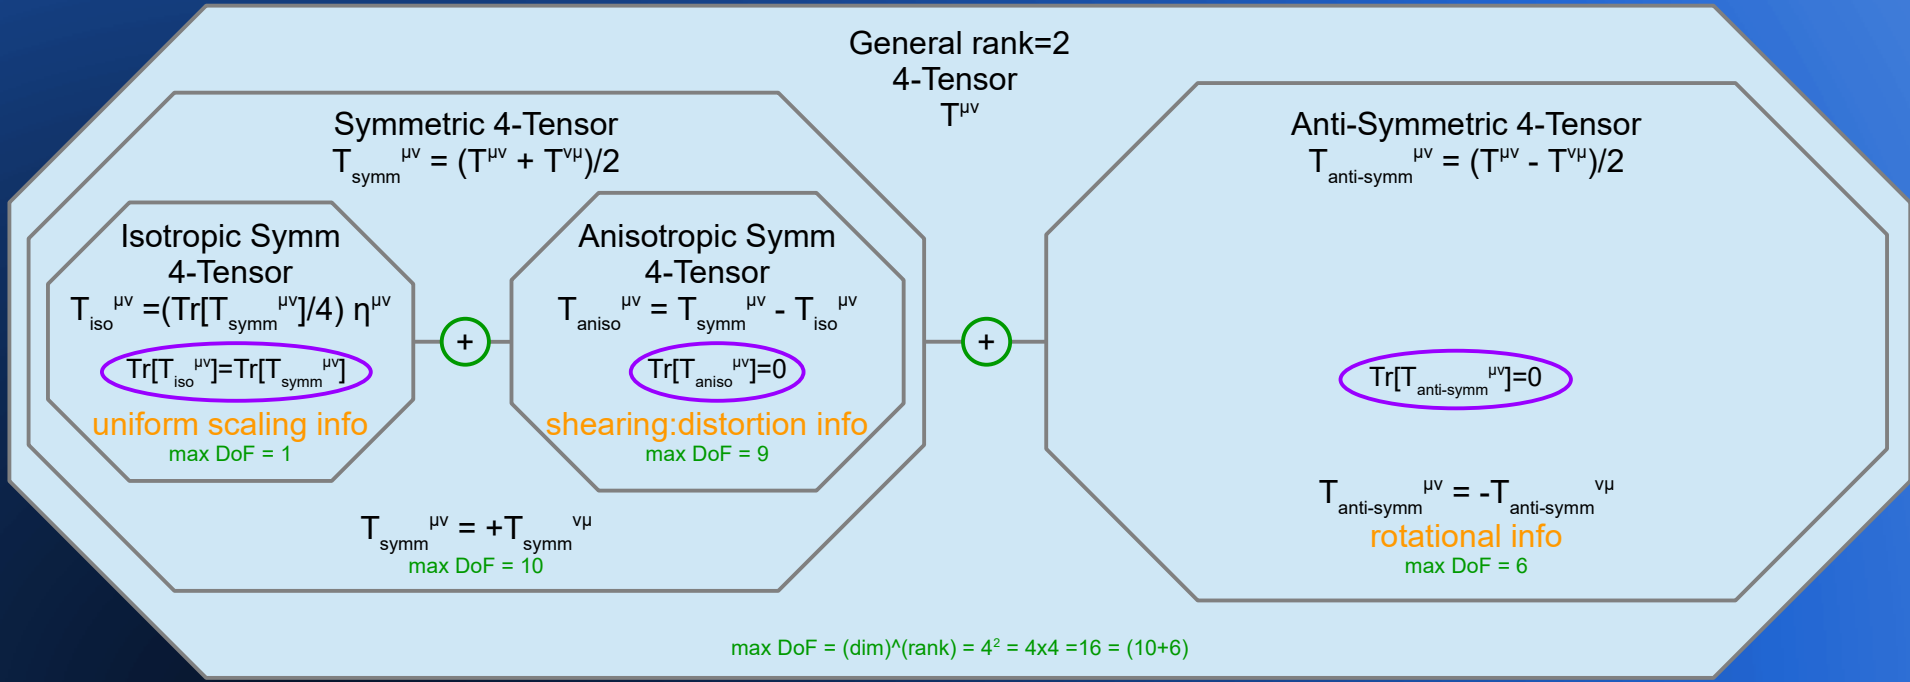 General rank=2
4-Tensor
T^μν
Symmetric 4-Tensor
T_symm^μν = (T^μν + T^νμ)/2
Isotropic Symm
4-Tensor
T_iso^μν =(Tr[T_symm^μν]/4) η^μν
Tr[T_iso^μν]=Tr[T_symm^μν]
uniform scaling info
max DoF = 1
+
Anisotropic Symm
4-Tensor
T_aniso^μν = T_symm^μν - T_iso^μν
Tr[T_aniso^μν]=0
shearing:distortion info
max DoF = 9
T_symm^μν = +T_symm^νμ
max DoF = 10
+
Anti-Symmetric 4-Tensor
T_anti-symm^μν = (T^μν - T^νμ)/2
Tr[T_anti-symm^μν]=0
T_anti-symm^μν = -T_anti-symm^νμ
rotational info
max DoF = 6
max DoF = (dim)^(rank) = 4² = 4x4 =16 = (10+6)